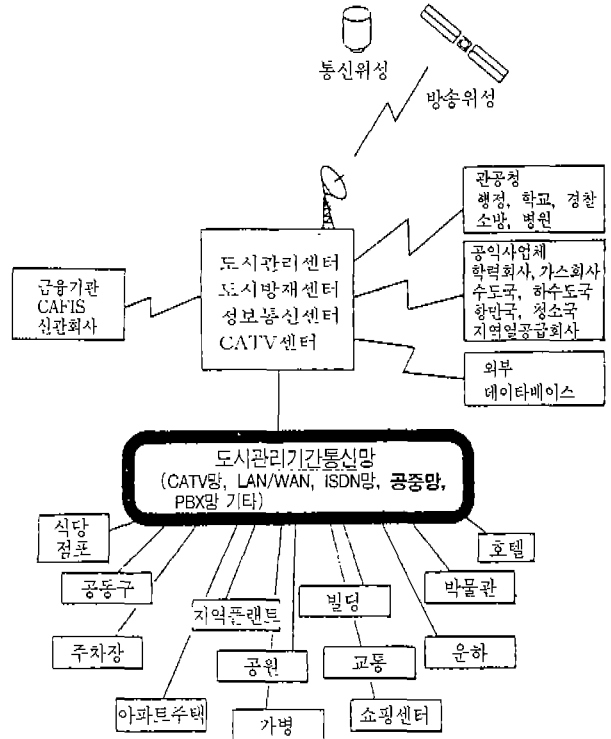 통신위성
방송위성
관공청
행정, 학교, 경찰
소방, 병원
도시관리센터
도시방재센터
정보통신센터
CATV센터
금융기관
CAFIS
신판회사
공익사업체
학력회사, 가스회사
수도국, 하수도국
항만국, 청소국
지역일공급회사
외부
데이타베이스
도시관리기간통신망
(CATV망, LAN/WAN, ISDN망, 공중망,
PBX망 기타)
식당
점포
호텔
공동구
박물관
지역플랜트
빌딩
주차장
공원
교통
운하
아파트주택
가병
쇼핑센터